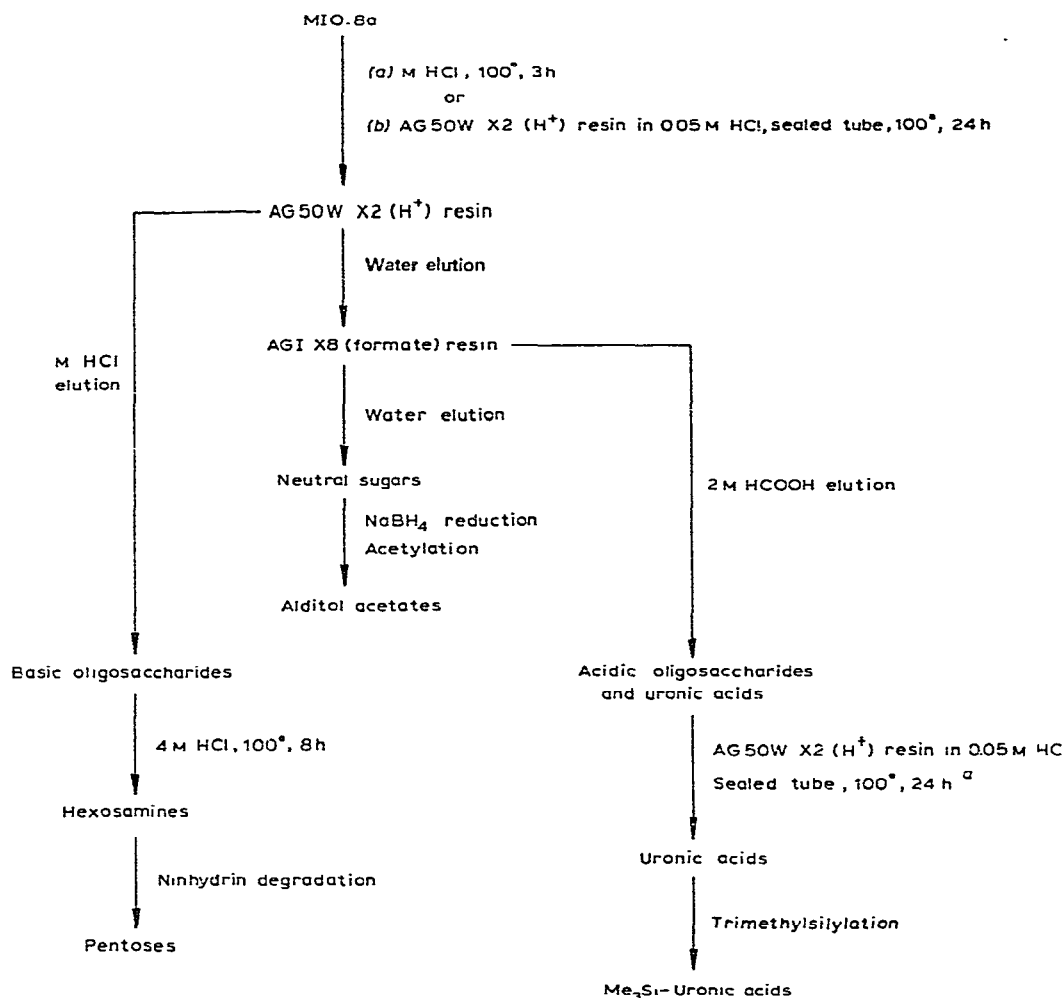 MIO.8a
(a) M HCl, 100°, 3h
or
(b) AG50W X2 (H+) resin in 0.05 M HCl, sealed tube, 100°, 24 h
AG50W X2 (H+) resin
Water elution
AGI X8 (formate) resin
M HCl
elution
Water elution
Neutral sugars
2 M HCOOH elution
NaBH4 reduction
Acetylation
Alditol acetates
Basic oligosaccharides
Acidic oligosaccharides
and uronic acids
4 M HCl, 100°, 8h
AG50W X2 (H+) resin in 0.05 M HC
Sealed tube, 100°, 24 h a
Hexosamines
Uronic acids
Ninhydrin degradation
Trimethylsilylation
Pentoses
Me3Si-Uronic acids